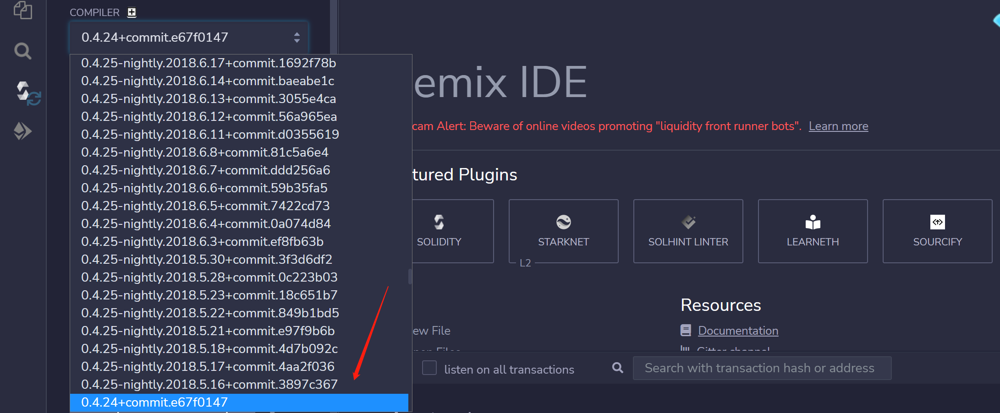 COMPILER
0.4.24+commit.e67f0147
0.4.25-nightly.2018.6.17+commit.1692f78b
0.4.25-nightly.2018.6.14+commit.baeabe1c
0.4.25-nightly.2018.6.13+commit.3055e4ca
0.4.25-nightly.2018.6.12+commit.56a965ea
0.4.25-nightly.2018.6.11+commit.d0355619
0.4.25-nightly.2018.6.8+commit.81c5a6e4
0.4.25-nightly.2018.6.7+commit.ddd256a6
0.4.25-nightly.2018.6.6+commit.59b35fa5
0.4.25-nightly.2018.6.5+commit.7422cd73
0.4.25-nightly.2018.6.4+commit.0a074d84
0.4.25-nightly.2018.6.3+commit.ef8fb63b
0.4.25-nightly.2018.5.30+commit.3f3d6df2
0.4.25-nightly.2018.5.28+commit.0c223b03
0.4.25-nightly.2018.5.23+commit.18c651b7
0.4.25-nightly.2018.5.22+commit.849b1bd5
0.4.25-nightly.2018.5.21+commit.e97f9b6b
0.4.25-nightly.2018.5.18+commit.4d7b092c
0.4.25-nightly.2018.5.17+commit.4aa2f036
0.4.25-nightly.2018.5.16+commit.3897c367
0.4.24+commit.e67f0147
emix IDE
cam Alert: Beware of online videos promoting "liquidity front runner bots". Learn more
tured Plugins
SOLIDITY
STARKNET
L2
SOLHINT LINTER
LEARNETH
SOURCIFY
ew File
Resources
Documentation
Gitter channel
listen on all transactions
Search with transaction hash or address